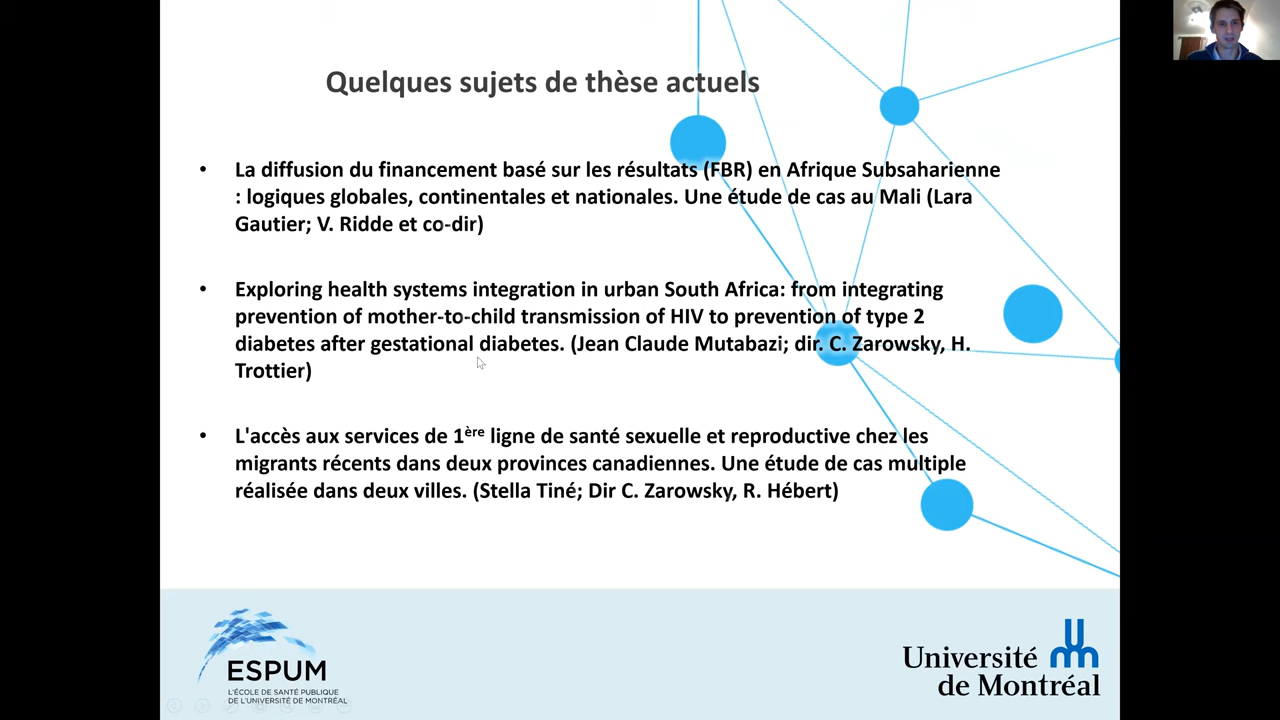 Quelques sujets de thèse actuels
• La diffusion du financement basé sur les résultats (FBR) en Afrique Subsaharienne
: logiques globales, continentales et nationales. Une étude de cas au Mali (Lara
Gautier; V. Ridde et co-dir)
• Exploring health systems integration in urban South Africa: from integrating
prevention of mother-to-child transmission of HIV to prevention of type 2
diabetes after gestational diabetes. (Jean Claude Mutabazi; dir. C. Zarowsky, H.
Trottier)
• L'accès aux services de 1ère ligne de santé sexuelle et reproductive chez les
migrants récents dans deux provinces canadiennes. Une étude de cas multiple
réalisée dans deux villes. (Stella Tiné; Dir C. Zarowsky, R. Hébert)
ESPUM
L'ÉCOLE DE SANTÉ PUBLIQUE
DE L'UNIVERSITÉ DE MONTRÉAL
Université
de Montréal